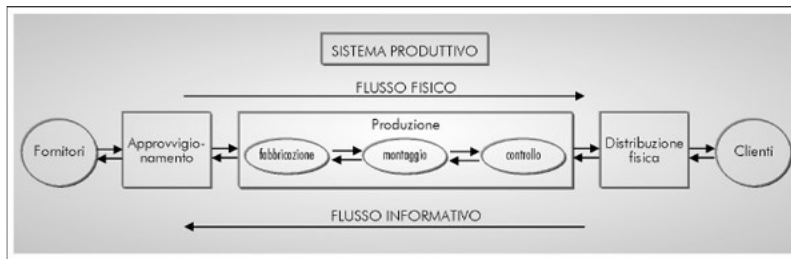 SISTEMA PRODUTTIVO
FLUSSO FISICO
Fornitori
Approvvigio-
namento
Produzione
fabbricazione
montaggio
controllo
Distribuzione
fisica
Clienti
FLUSSO INFORMATIVO